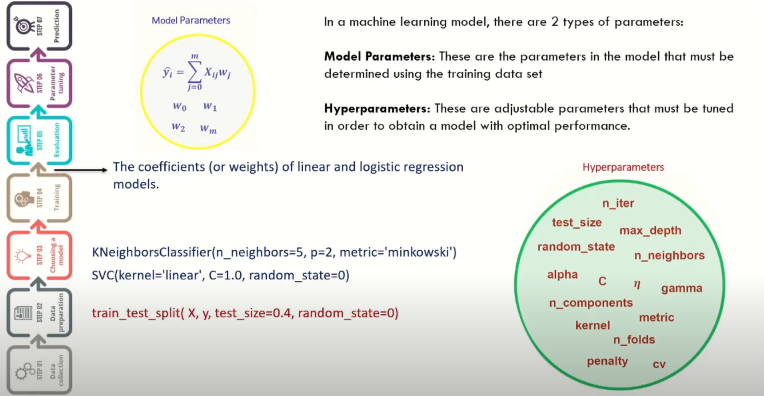 STEP 07
Prediction
STEP 06
Parameter
tuning
STEP 05
Evaluation
STEP 04
Training
STEP 03
Choosing a
model
STEP 02
Data
preparation
STEP 01
Data
collection
Model Parameters
ŷᵢ = ∑ᵐⱼ₌₀ Xᵢⱼwⱼ
w₀ w₁
w₂ wₘ
In a machine learning model, there are 2 types of parameters:
Model Parameters: These are the parameters in the model that must be
determined using the training data set
Hyperparameters: These are adjustable parameters that must be tuned
in order to obtain a model with optimal performance.
The coefficients (or weights) of linear and logistic regression
models.
KNeighborsClassifier(n_neighbors=5, p=2, metric='minkowski')
SVC(kernel='linear', C=1.0, random_state=0)
train_test_split( X, y, test_size=0.4, random_state=0)
Hyperparameters
n_iter
test_size
max_depth
random_state
n_neighbors
alpha
C
η
gamma
n_components
metric
kernel
n_folds
penalty
cv